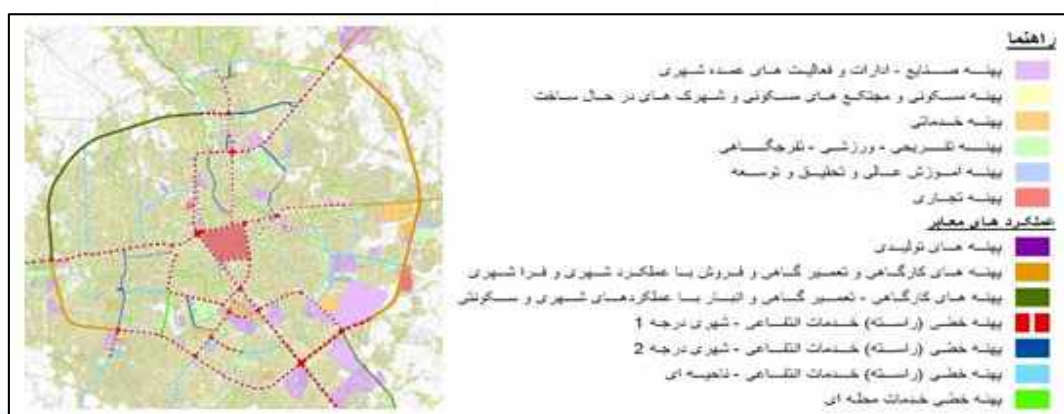 راهنما
پهنه صنایع - ادارات و فعالیت های عمده شهری
پهنه مسکونی و مجتمع های مسکونی و شهرک های در حال ساخت
پهنه خدماتی
پهنه تفریحی - ورزشی - تفرجگاهی
پهنه آموزش عالی و تحقیق و توسعه
پهنه تجاری
عملکرد های معابر
پهنه های تولیدی
پهنه های کارگاهی و تعمیر گاهی و فروش با عملکرد شهری و فرا شهری
پهنه های کارگاهی - تعمیر گاهی و انبار با عملکردهای شهری و سکونتی
پهنه خطی (راسته) خدمات انتفاعی - شهری درجه 1
پهنه خطی (راسته) خدمات انتفاعی - شهری درجه 2
پهنه خطی (راسته) خدمات انتفاعی - ناحیه ای
پهنه خطی خدمات محله ای